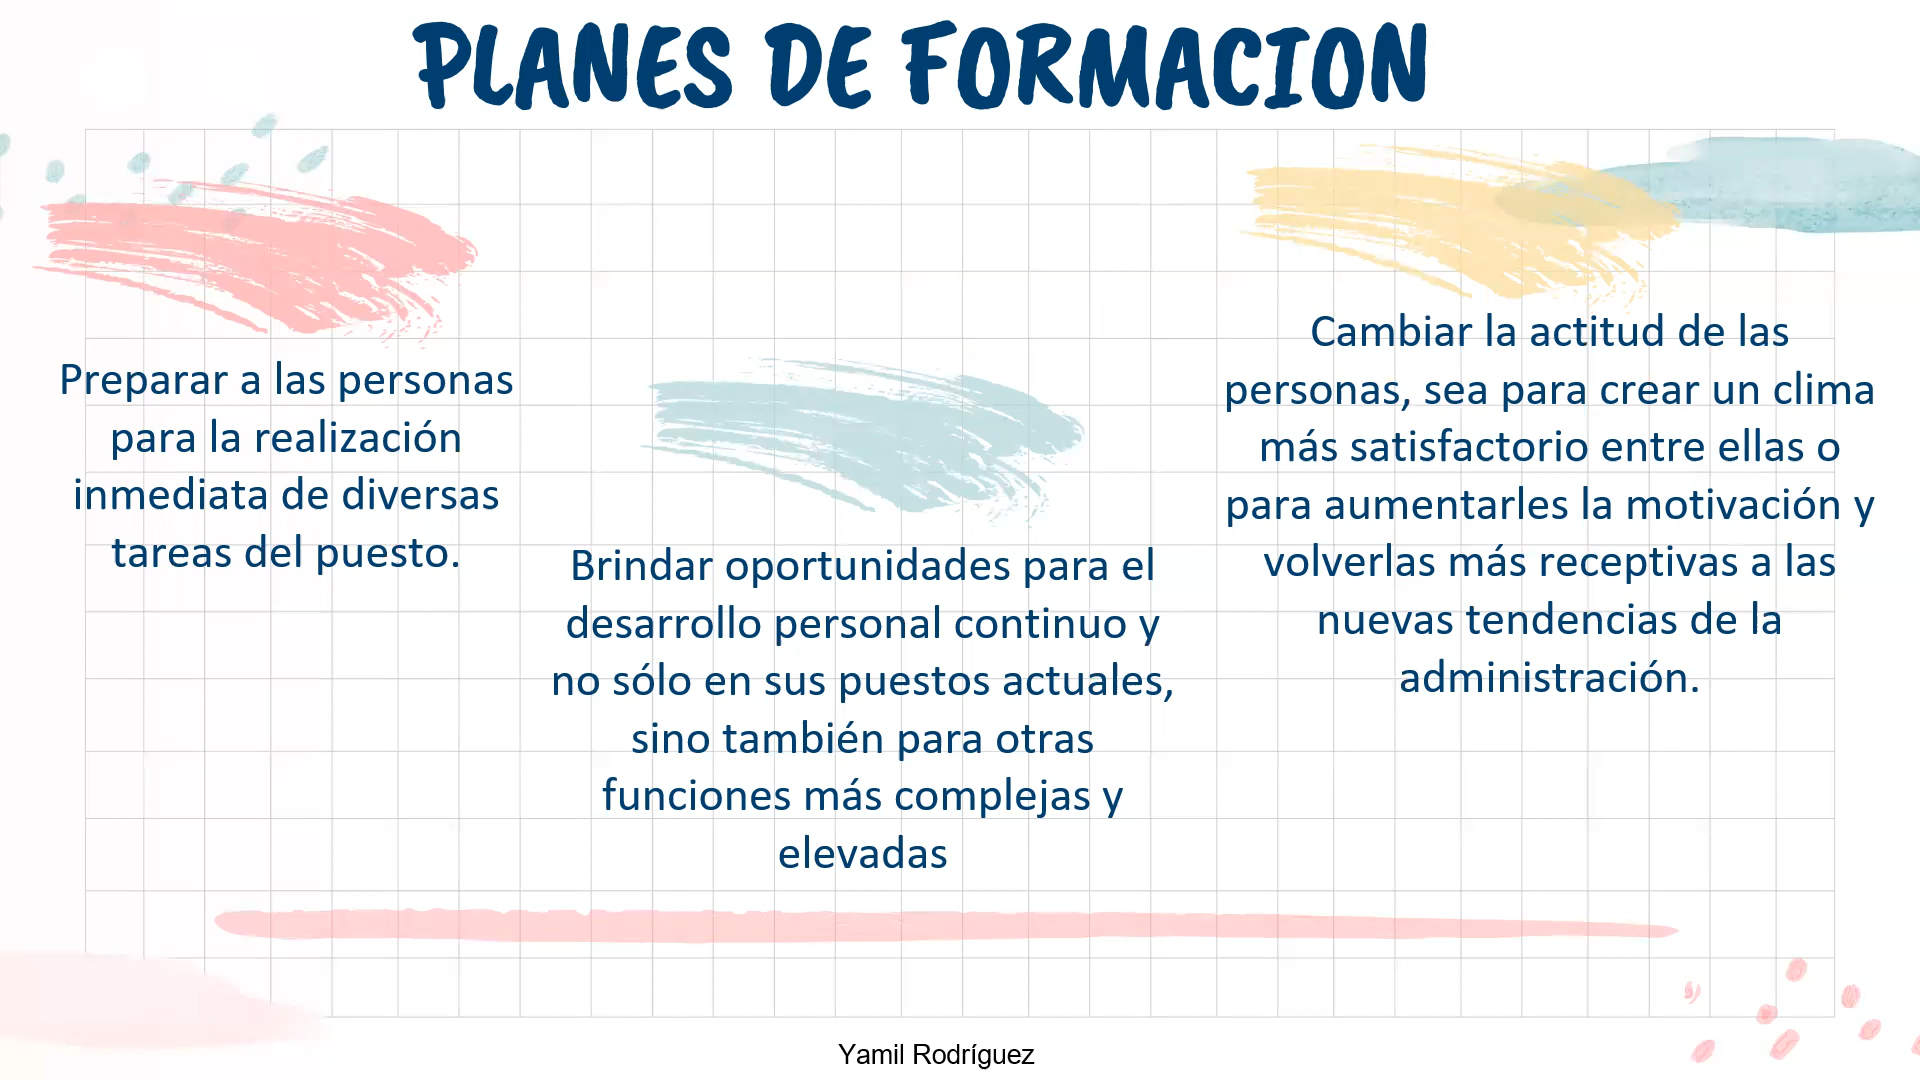 PLANES DE FORMACION
Preparar a las personas
para la realización
inmediata de diversas
tareas del puesto.
Brindar oportunidades para el
desarrollo personal continuo y
no sólo en sus puestos actuales,
sino también para otras
funciones más complejas y
elevadas
Cambiar la actitud de las
personas, sea para crear un clima
más satisfactorio entre ellas o
para aumentarles la motivación y
volverlas más receptivas a las
nuevas tendencias de la
administración.
Yamil Rodríguez